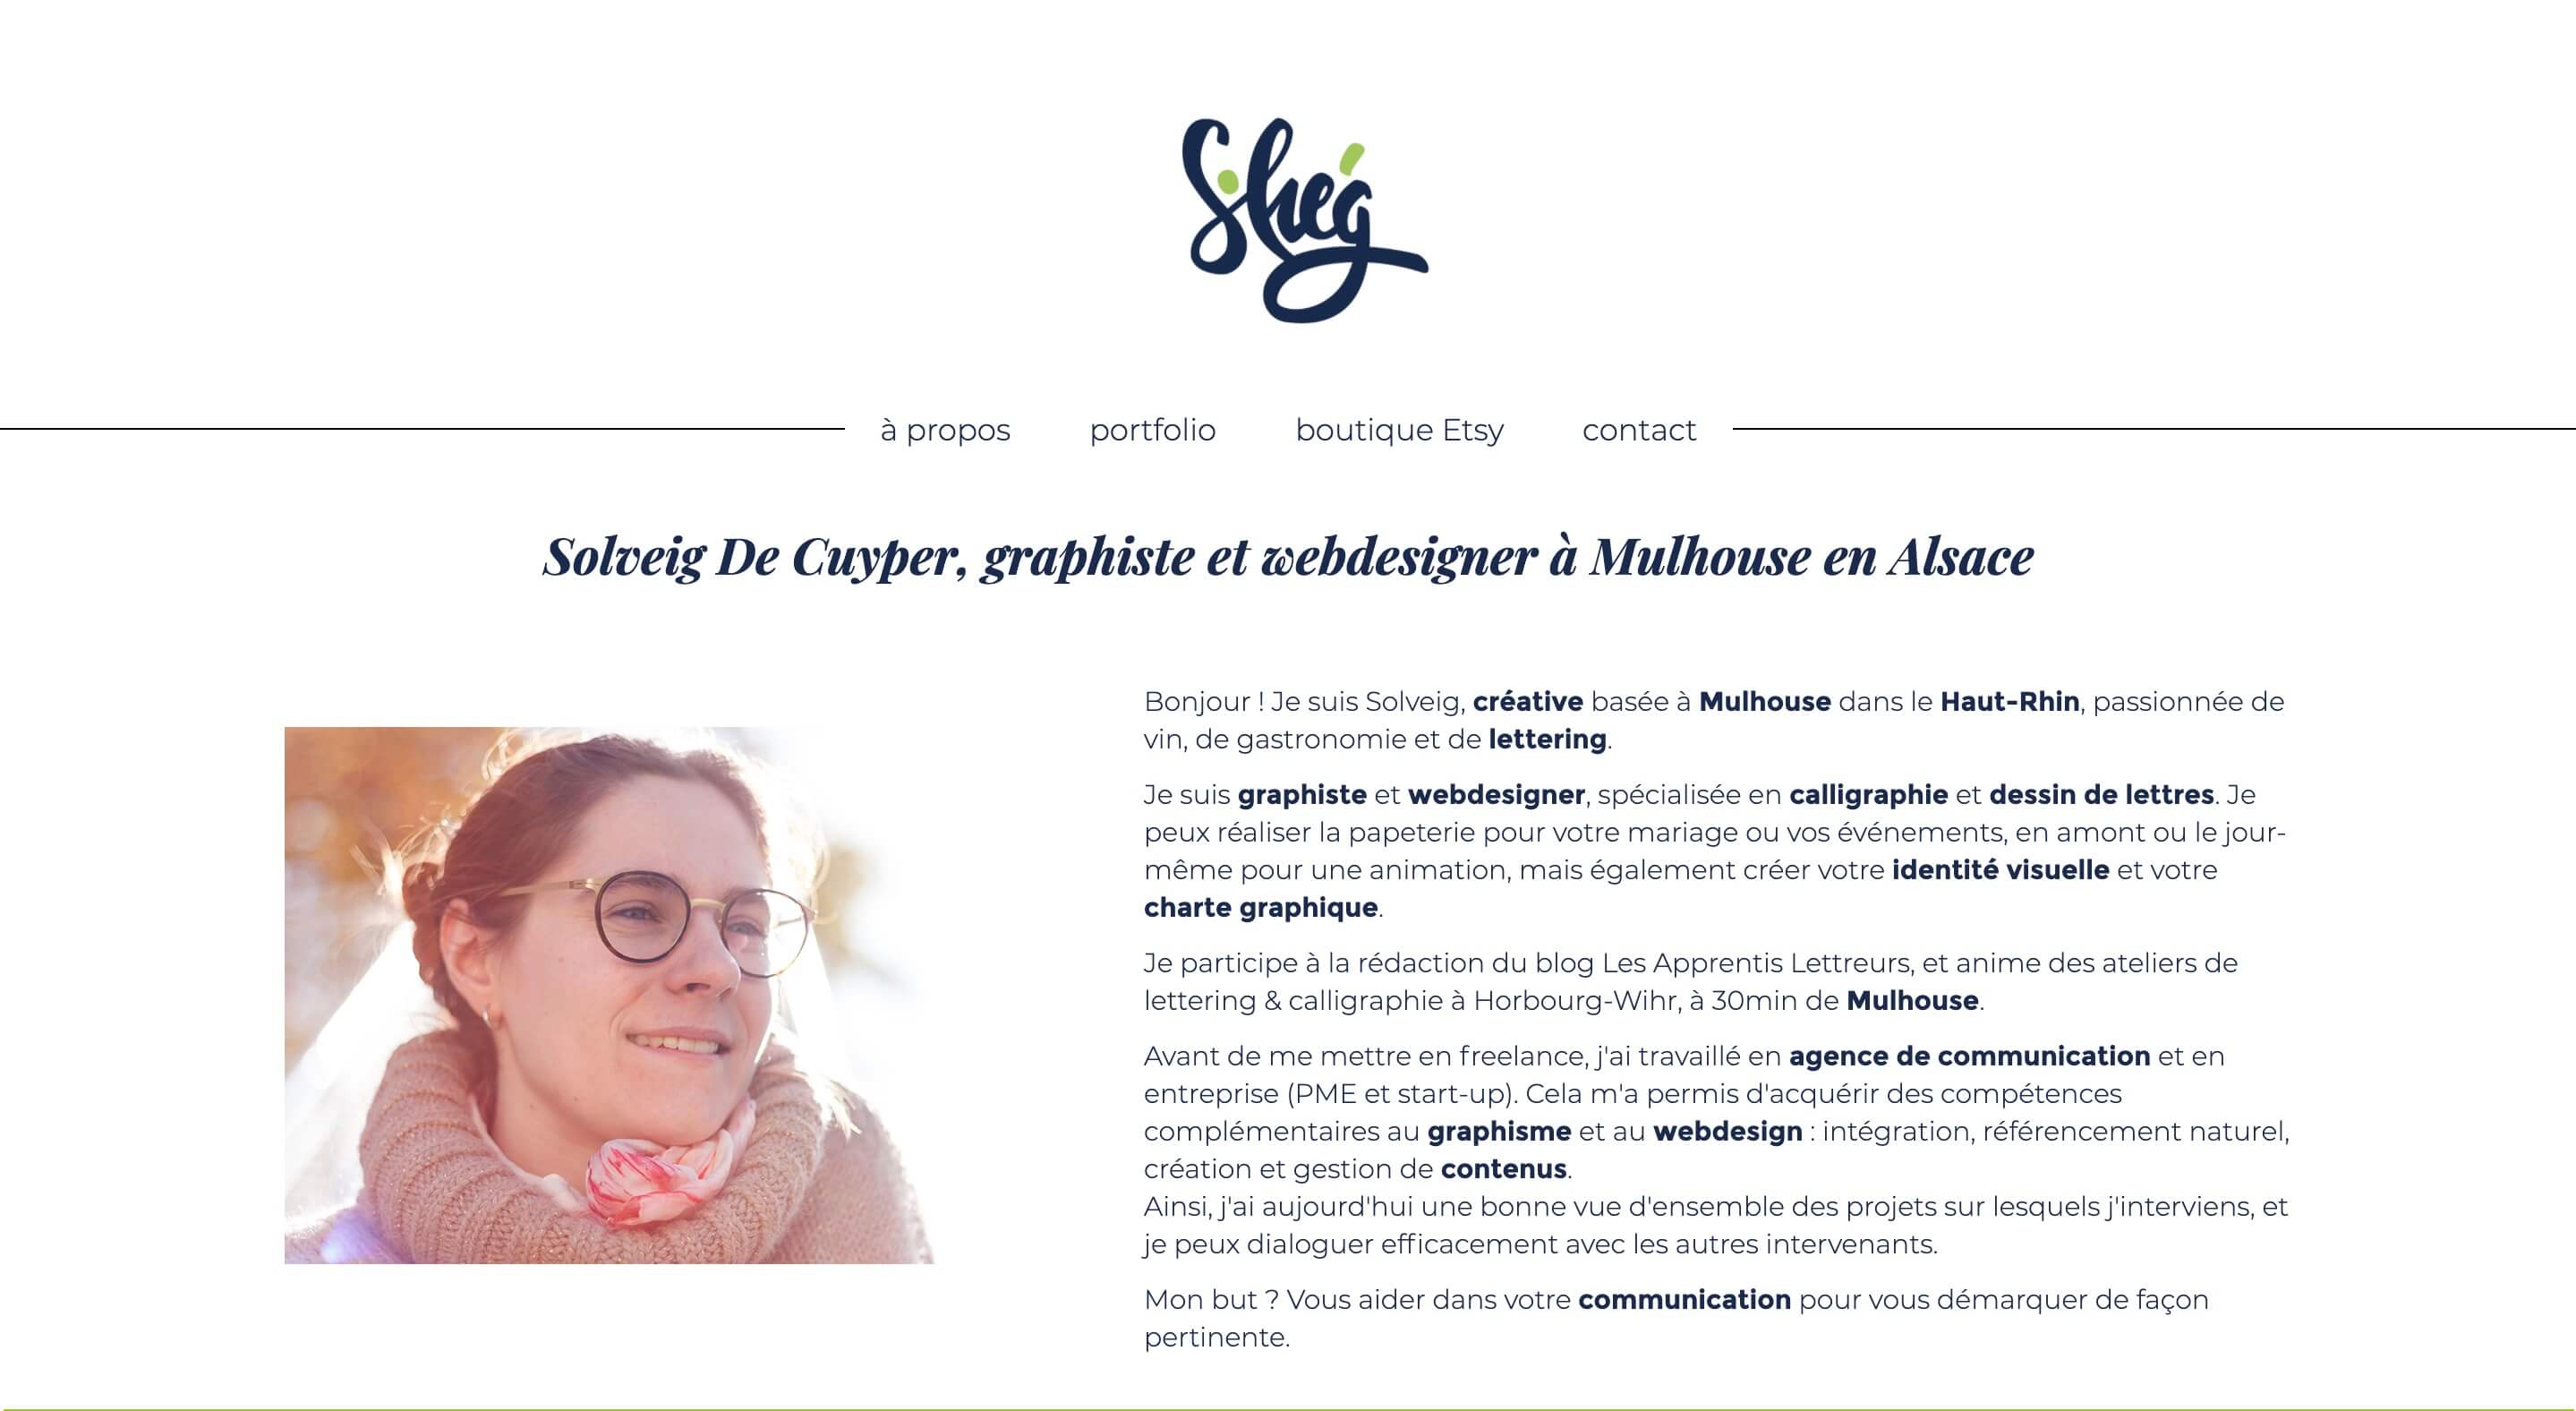 Shég
à propos portfolio boutique Etsy contact
Solveig De Cuyper, graphiste et webdesigner à Mulhouse en Alsace
Bonjour ! Je suis Solveig, créative basée à Mulhouse dans le Haut-Rhin, passionnée de
vin, de gastronomie et de lettering.
Je suis graphiste et webdesigner, spécialisée en calligraphie et dessin de lettres. Je
peux réaliser la papeterie pour votre mariage ou vos événements, en amont ou le jour-
même pour une animation, mais également créer votre identité visuelle et votre
charte graphique.
Je participe à la rédaction du blog Les Apprentis Lettreurs, et anime des ateliers de
lettering & calligraphie à Horbourg-Wihr, à 30min de Mulhouse.
Avant de me mettre en freelance, j'ai travaillé en agence de communication et en
entreprise (PME et start-up). Cela m'a permis d'acquérir des compétences
complémentaires au graphisme et au webdesign : intégration, référencement naturel,
création et gestion de contenus.
Ainsi, j'ai aujourd'hui une bonne vue d'ensemble des projets sur lesquels j'interviens, et
je peux dialoguer efficacement avec les autres intervenants.
Mon but ? Vous aider dans votre communication pour vous démarquer de façon
pertinente.